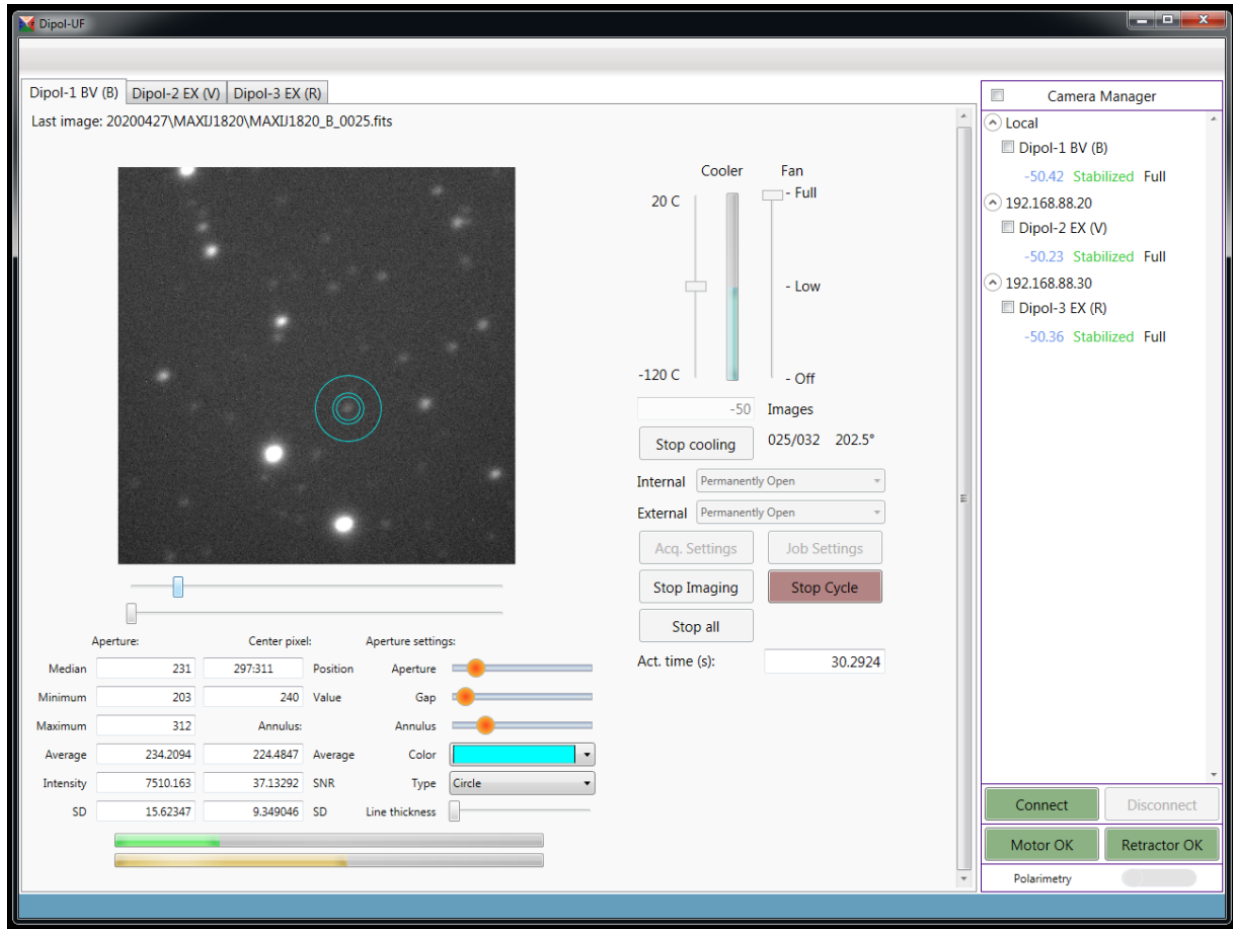 Dipol-UF
Dipol-1 BV (B) Dipol-2 EX (V) Dipol-3 EX (R)
Last image: 20200427\MAXIJ1820\MAXIJ1820_B_0025.fits
Cooler Fan
20 C - Full
- Low
-120 C - Off
-50 Images
Stop cooling 025/032 202.5°
Internal Permanently Open
External Permanently Open
Acq. Settings Job Settings
Stop Imaging Stop Cycle
Stop all
Act. time (s): 30.2924
Aperture: Center pixel: Aperture settings:
Median 231 297:311 Position Aperture
Minimum 203 240 Value Gap
Maximum 312 Annulus: Annulus
Average 234.2094 224.4847 Average Color
Intensity 7510.163 37.13292 SNR Type Circle
SD 15.62347 9.349046 SD Line thickness
Camera Manager
Local
Dipol-1 BV (B)
-50.42 Stabilized Full
192.168.88.20
Dipol-2 EX (V)
-50.23 Stabilized Full
192.168.88.30
Dipol-3 EX (R)
-50.36 Stabilized Full
Connect Disconnect
Motor OK Retractor OK
Polarimetry